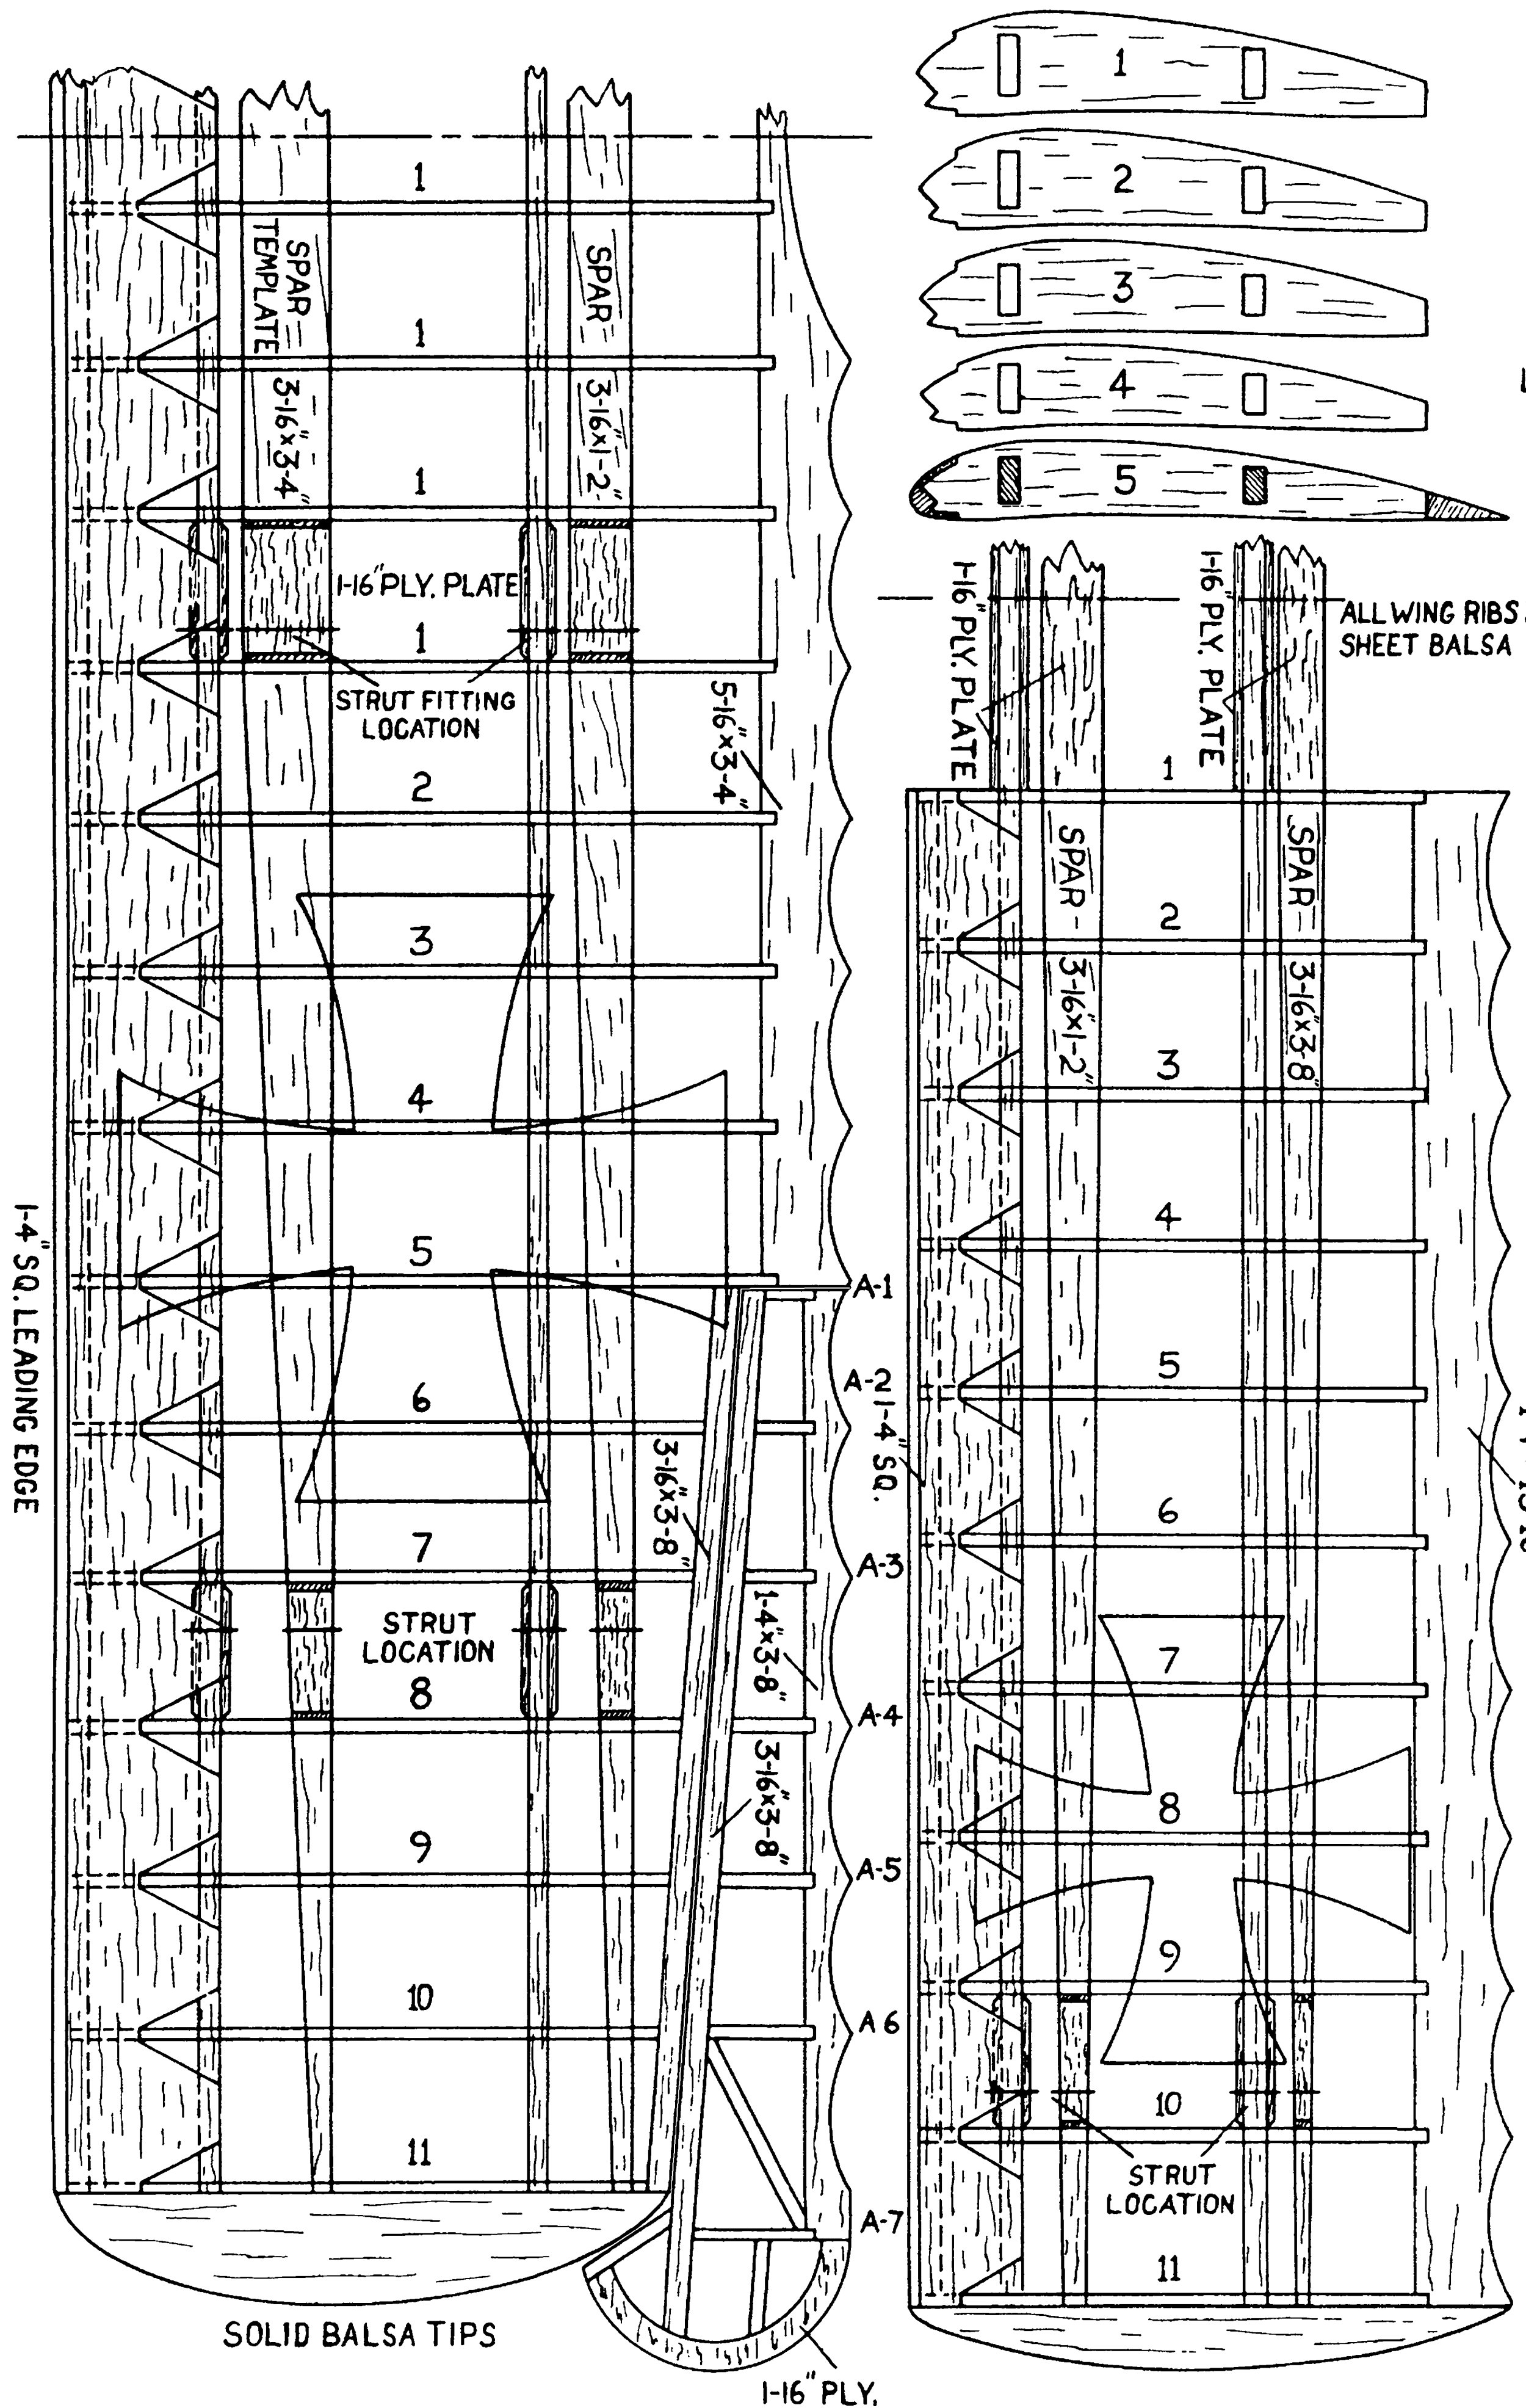 1
1
1
1
2
3
4
5
6
7
8
9
10
11
SPAR
TEMPLATE
3-16"x3-4"
SPAR
3-16"x1-2"
1-16" PLY. PLATE
STRUT FITTING
LOCATION
5-16"x3-4"
1-4" SQ. LEADING EDGE
STRUT
LOCATION
3-16"x3-8"
1-4"x3-8"
3-16"x3-8"
A-1
A-2
A-3
A-4
A-5
A 6
A-7
SOLID BALSA TIPS
1-16" PLY.
1
2
3
4
5
1-16" PLY. PLATE
1-16" PLY. PLATE
ALL WING RIBS
SHEET BALSA
1
2
3
4
5
6
7
8
9
10
11
SPAR
3-16"x1-2"
SPAR
3-16"x3-8"
1-4" SQ.
STRUT
LOCATION